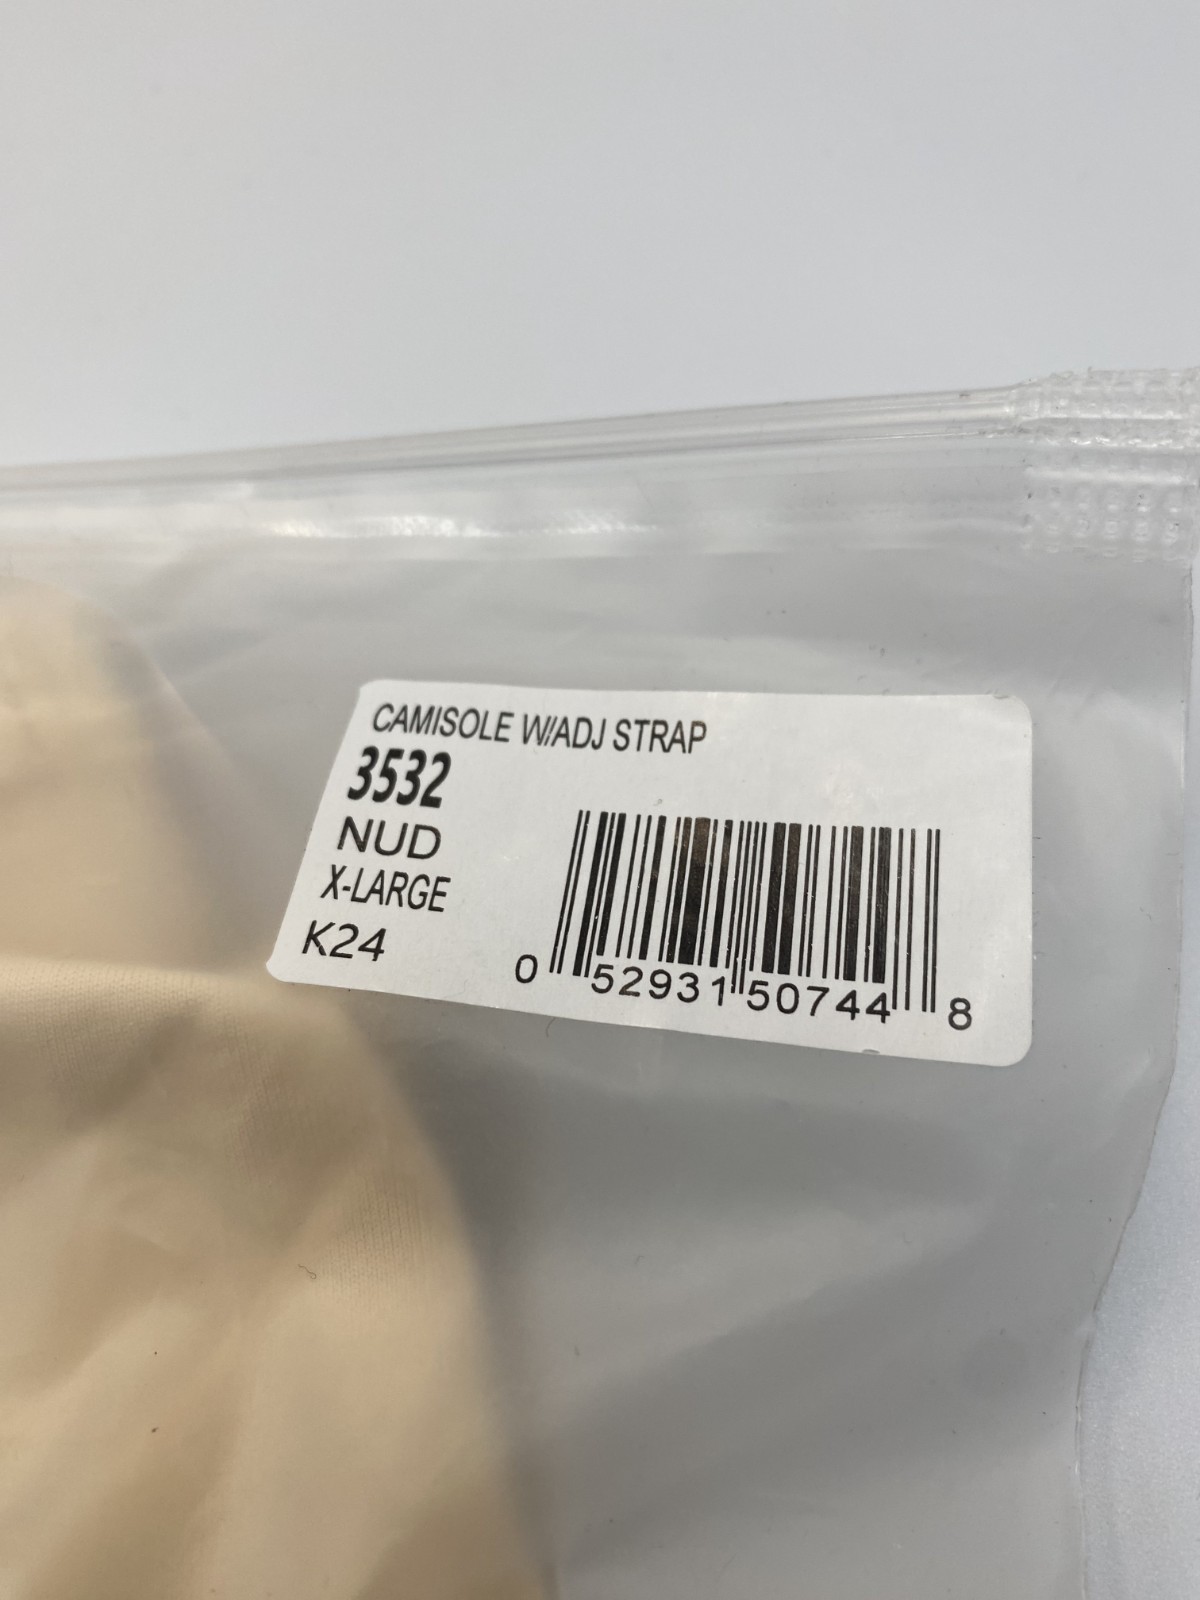 CAMISOLE W/ADJ STRAP
3532
NUD
X-LARGE
K24
0 52931 50744 8